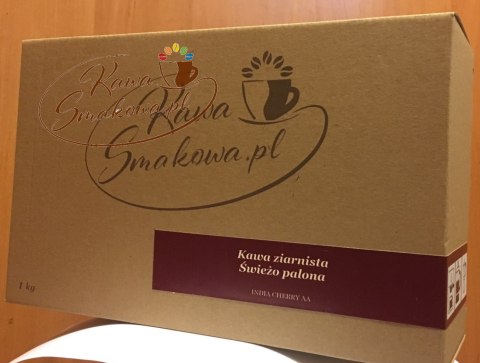 Kawa
Smakowa.pl
Kawa
Smakowa.pl
Kawa ziarnista
Świeżo palona
INDIA CHERRY AA
1 kg